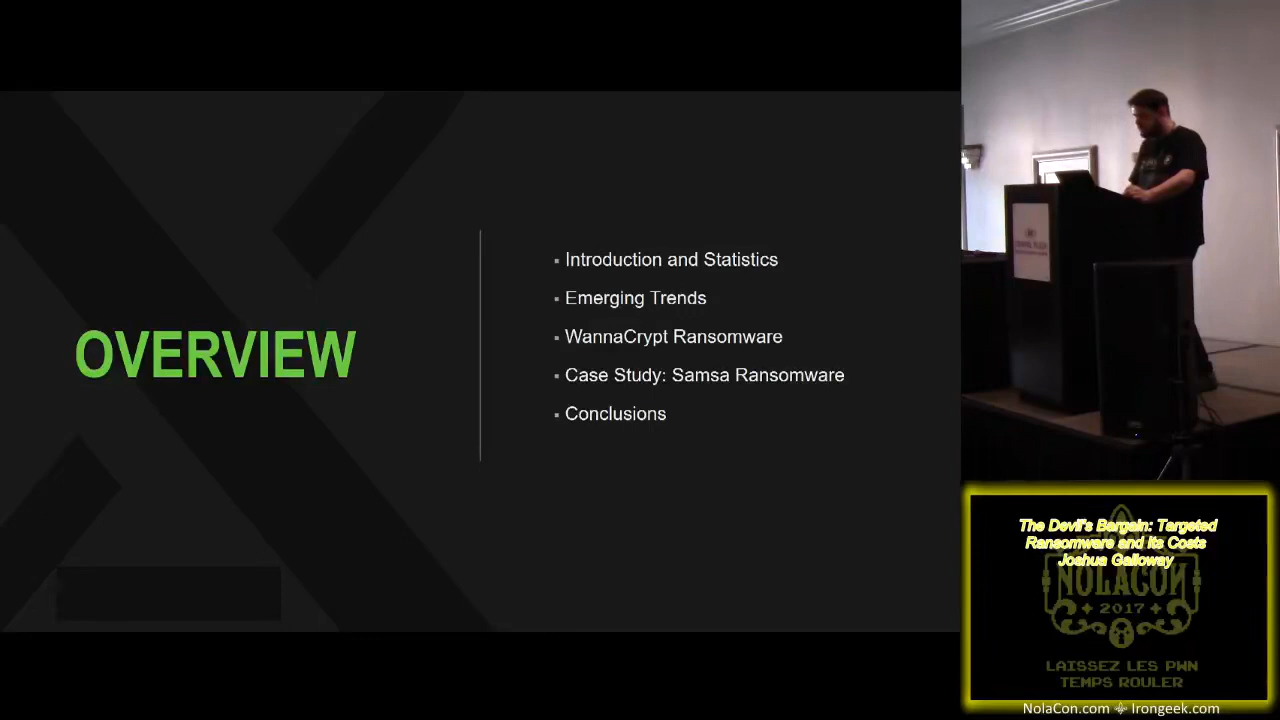 OVERVIEW
Introduction and Statistics
Emerging Trends
WannaCrypt Ransomware
Case Study: Samsa Ransomware
Conclusions
The Devil's Bargain: Targeted
Ransomware and Its Costs
Joshua Galloway
NOLACON
2017
LAISSEZ LES PWN
TEMPS ROULER
NolaCon.com Irongeek.com